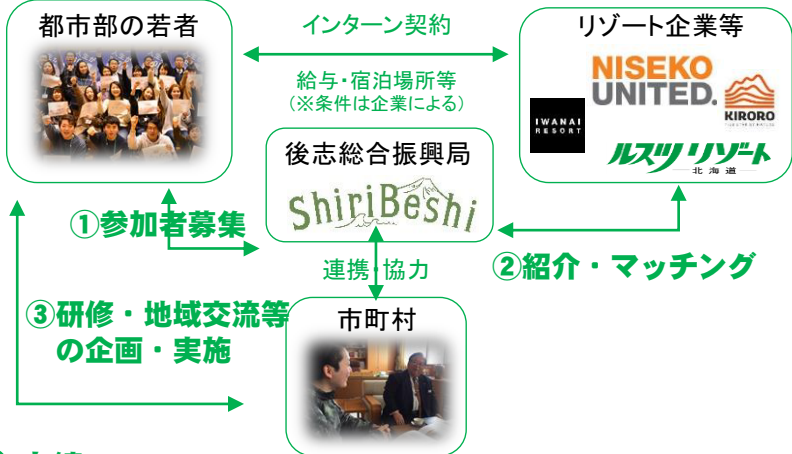 都市部の若者
インターン契約
リゾート企業等
給与・宿泊場所等
(※条件は企業による)
NISEKO
UNITED.
KIRORO
IWANAI
RESORT
ルスツリゾート
北海道
後志総合振興局
ShiriBeshi
①参加者募集
②紹介・マッチング
連携・協力
③研修・地域交流等
の企画・実施
市町村